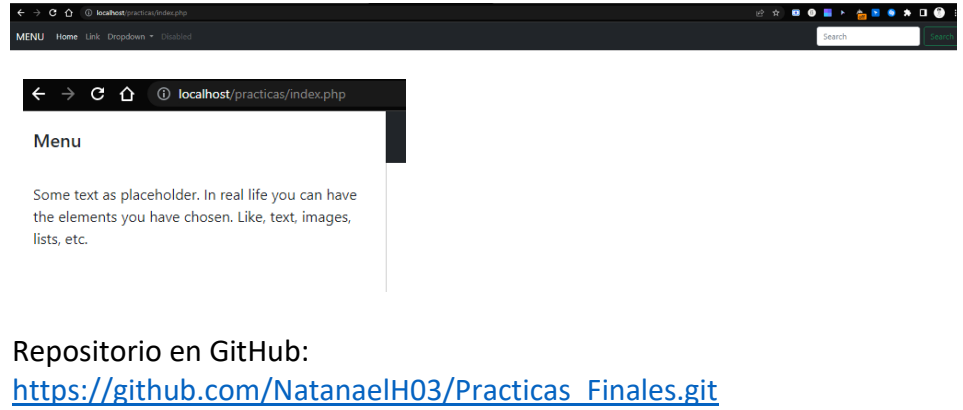 localhost/practicas/index.php
MENU Home Link Dropdown Disabled Search Search
localhost/practicas/index.php
Menu
Some text as placeholder. In real life you can have
the elements you have chosen. Like, text, images,
lists, etc.
Repositorio en GitHub:
https://github.com/NatanaelH03/Practicas_Finales.git